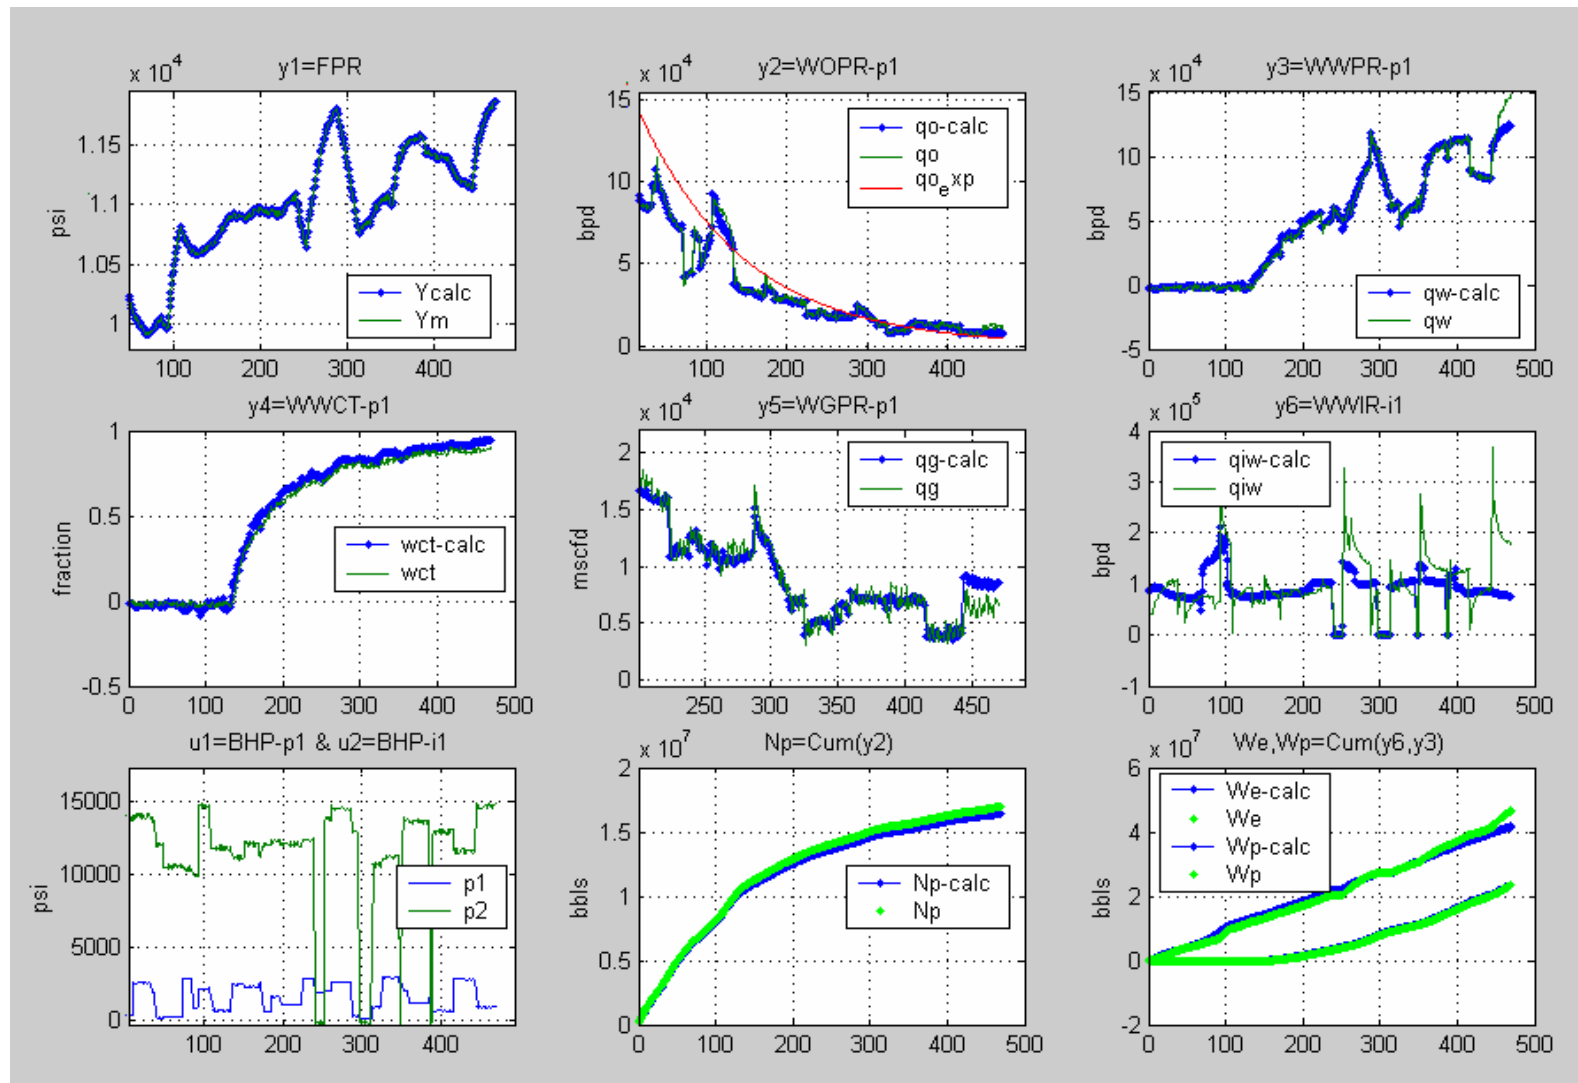 y1=FPR
x 10^4
psi
1.15
1.1
1.05
1
100 200 300 400
Ycalc
Ym
y2=WOPR-p1
x 10^4
bpd
15
10
5
0
0 100 200 300 400 500
qo-calc
qo
qo_exp
y3=WWPR-p1
x 10^4
bpd
15
10
5
0
-5
0 100 200 300 400 500
qw-calc
qw
y4=WWCT-p1
fraction
1
0.5
0
-0.5
0 100 200 300 400 500
wct-calc
wct
y5=WGPR-p1
x 10^4
mscfd
2
1.5
1
0.5
0
250 300 350 400 450
qg-calc
qg
y6=WWIR-i1
x 10^5
bpd
4
3
2
1
0
-1
0 100 200 300 400 500
qiw-calc
qiw
u1=BHP-p1 & u2=BHP-i1
psi
15000
10000
5000
0
100 200 300 400
p1
p2
Np=Cum(y2)
x 10^7
bbls
2
1.5
1
0.5
0
0 100 200 300 400 500
Np-calc
Np
We,Wp=Cum(y6,y3)
x 10^7
bbls
6
4
2
0
-2
0 100 200 300 400 500
We-calc
We
Wp-calc
Wp